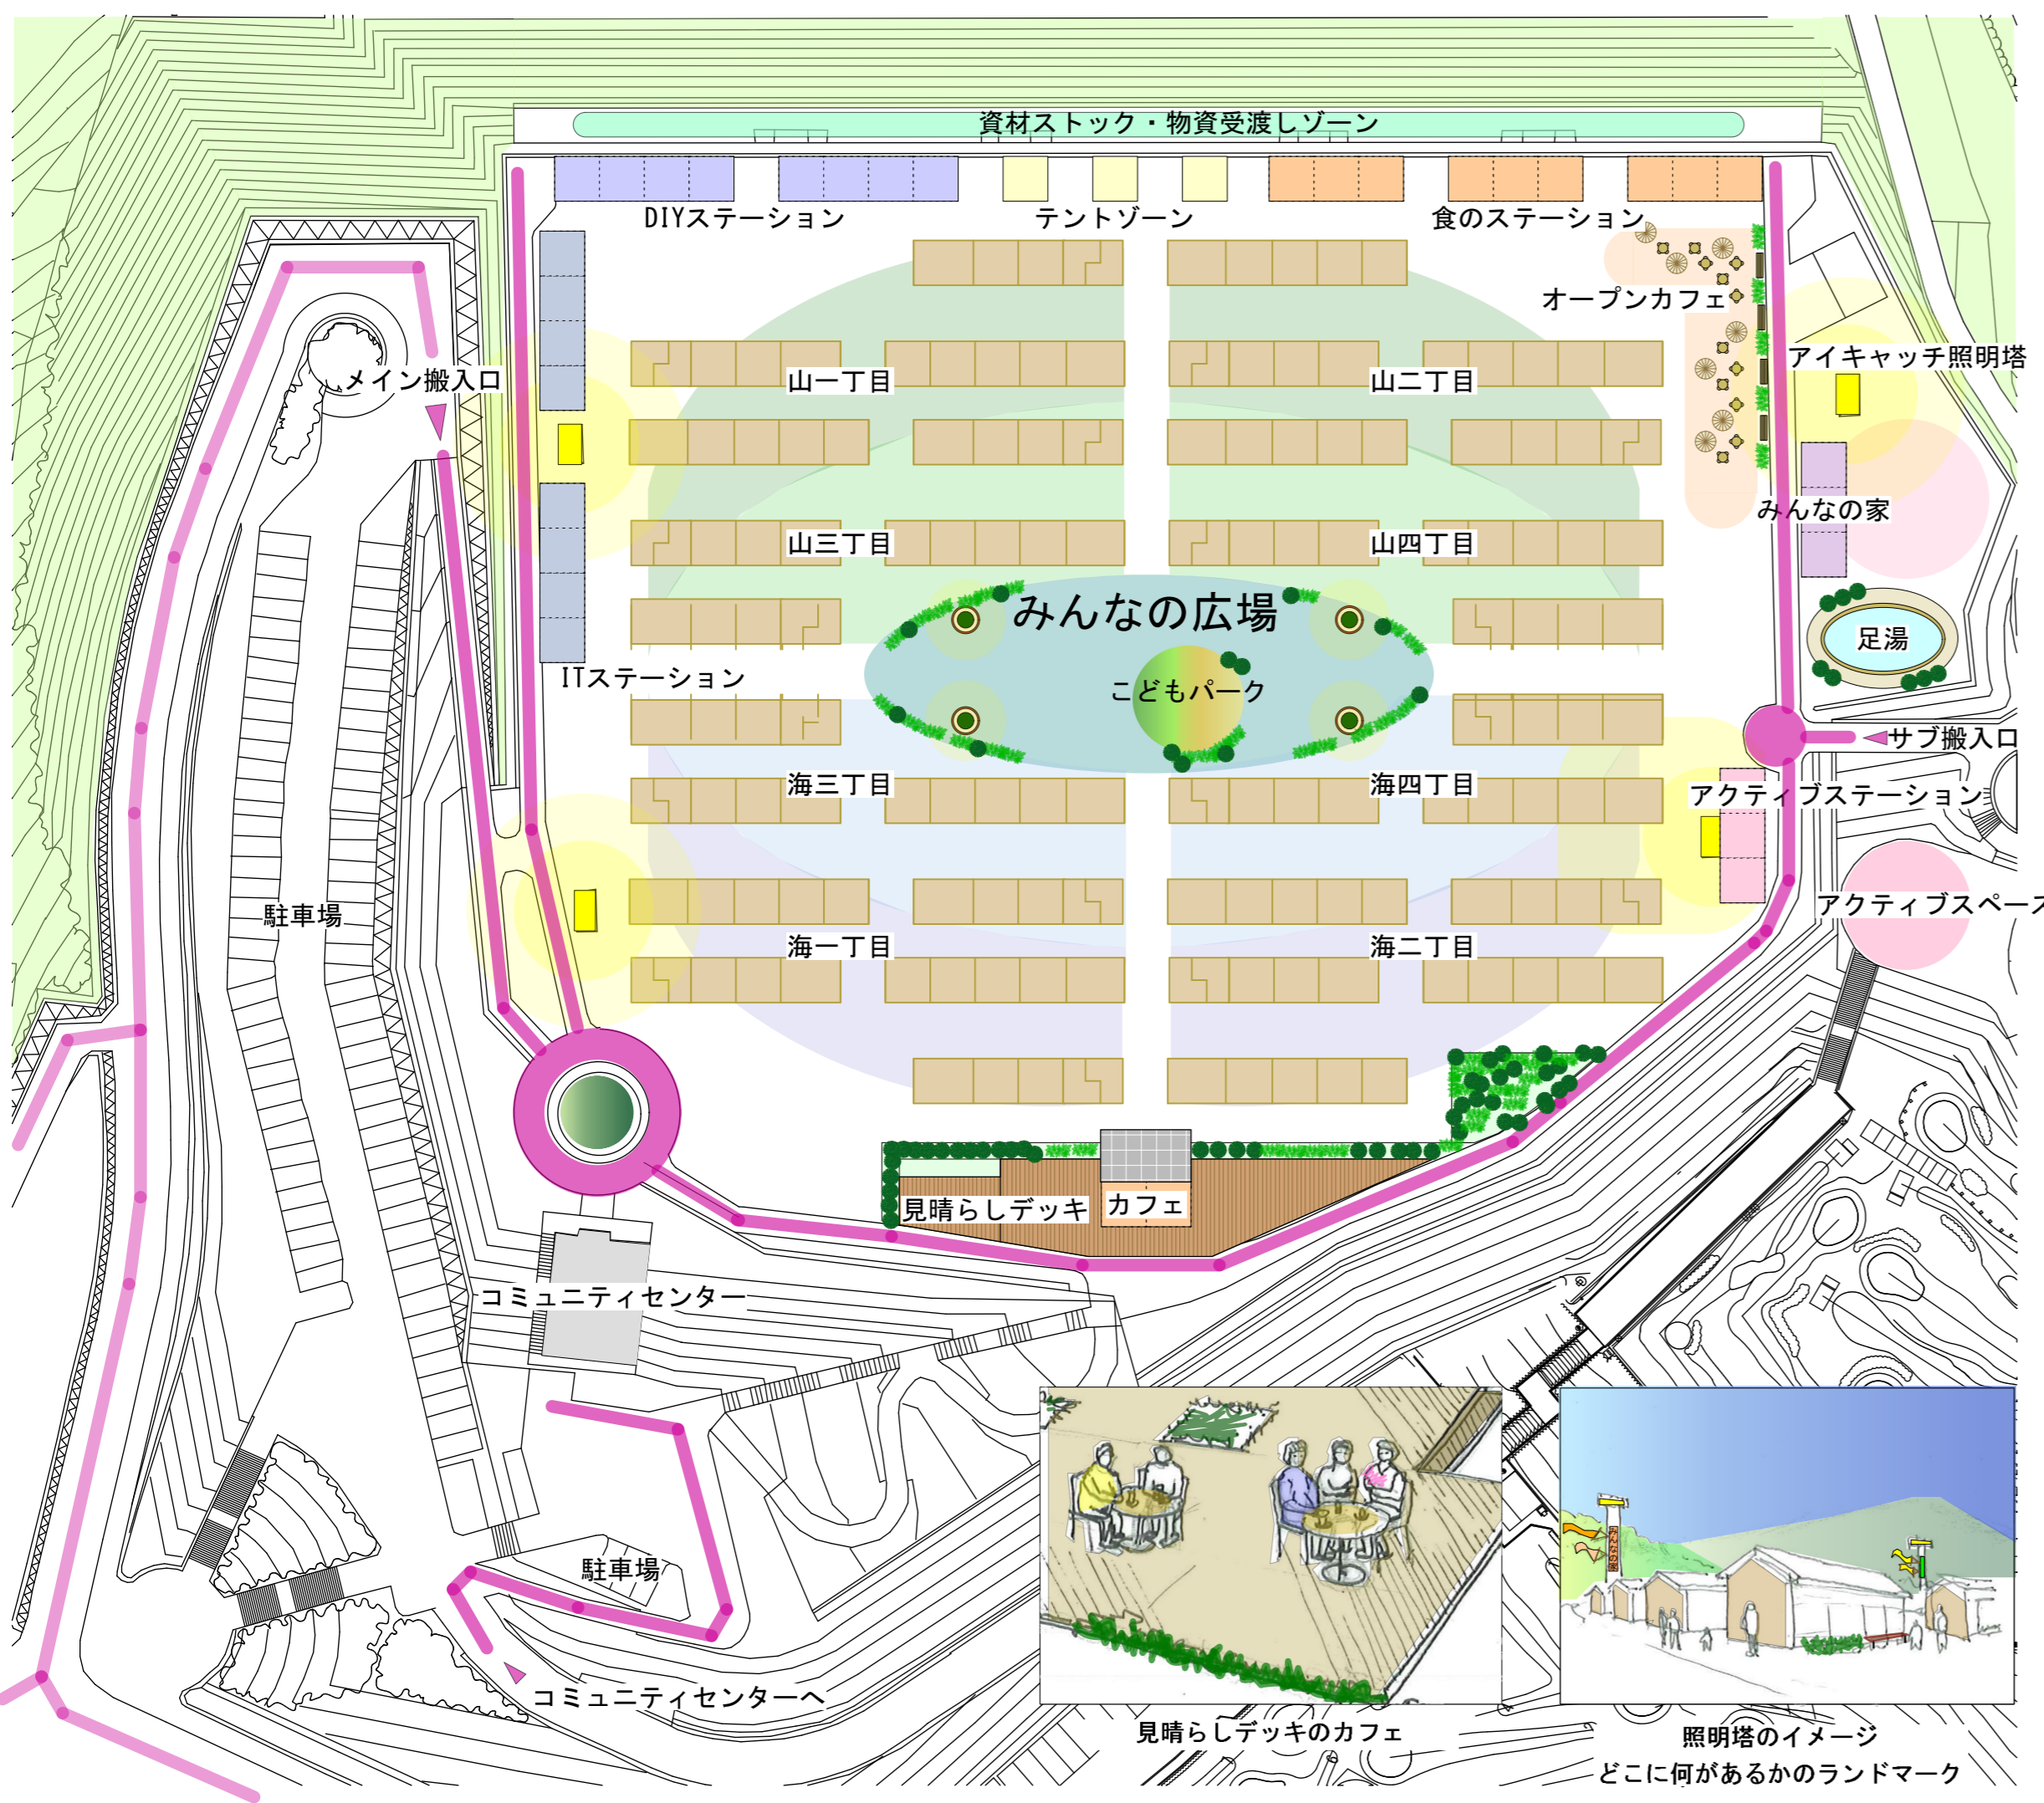 資材ストック・物資受渡しゾーン
DIYステーション
テントゾーン
食のステーション
オープンカフェ
アイキャッチ照明塔
メイン搬入口
山一丁目
山二丁目
みんなの家
山三丁目
山四丁目
みんなの広場
足湯
ITステーション
こどもパーク
サブ搬入口
海三丁目
海四丁目
アクティブステーション
駐車場
アクティブスペース
海一丁目
海二丁目
見晴らしデッキ
カフェ
コミュニティセンター
みんなの家
駐車場
コミュニティセンターへ
見晴らしデッキのカフェ
照明塔のイメージ
どこに何があるかのランドマーク